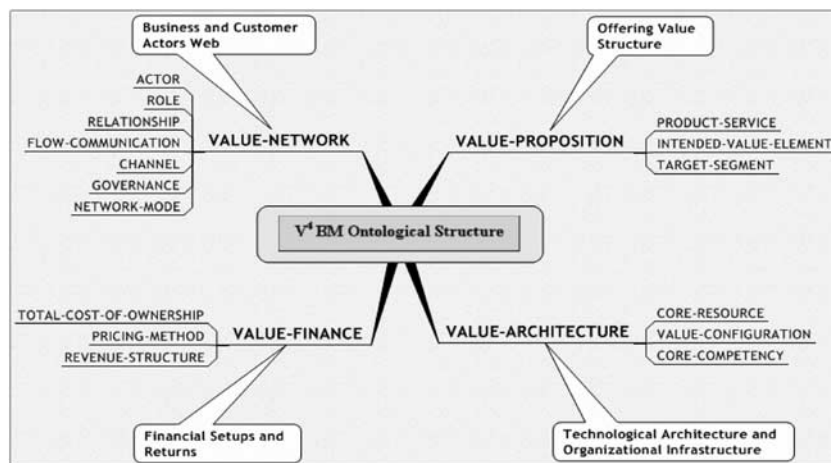 Business and Customer
Actors Web
Offering Value
Structure
ACTOR
ROLE
RELATIONSHIP
FLOW-COMMUNICATION
CHANNEL
GOVERNANCE
NETWORK-MODE
VALUE-NETWORK
VALUE-PROPOSITION
PRODUCT-SERVICE
INTENDED-VALUE-ELEMENT
TARGET-SEGMENT
V⁴ BM Ontological Structure
TOTAL-COST-OF-OWNERSHIP
PRICING-METHOD
REVENUE-STRUCTURE
VALUE-FINANCE
VALUE-ARCHITECTURE
CORE-RESOURCE
VALUE-CONFIGURATION
CORE-COMPETENCY
Financial Setups and
Returns
Technological Architecture and
Organizational Infrastructure